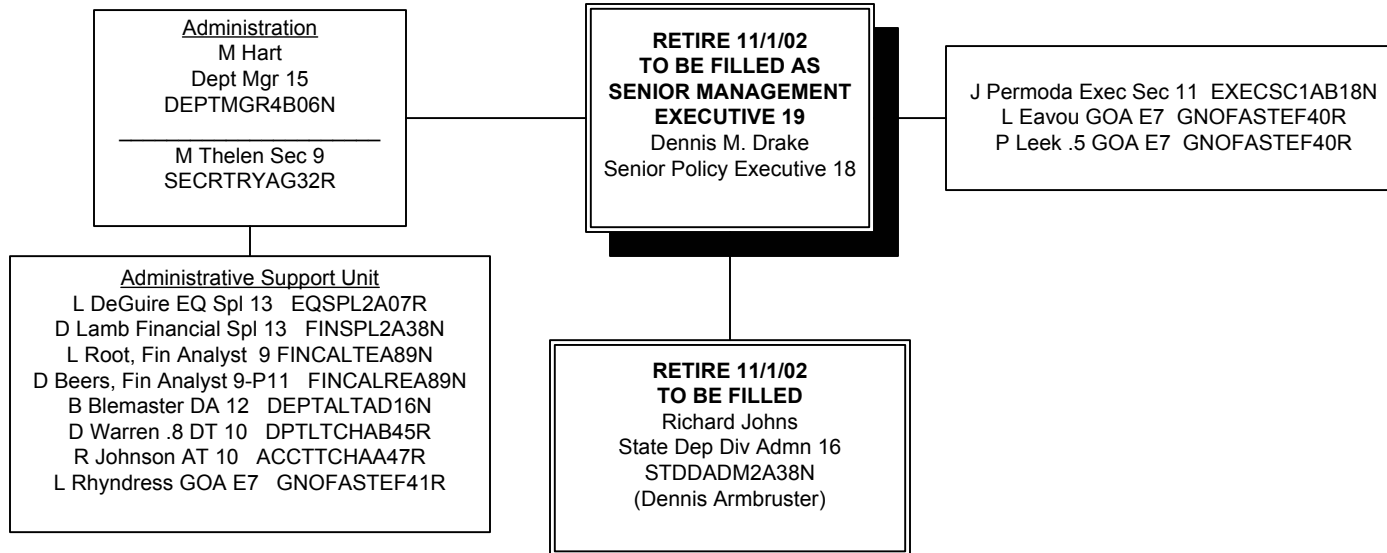 Administration
M Hart
Dept Mgr 15
DEPTMGR4B06N
M Thelen Sec 9
SECRTRYAG32R
RETIRE 11/1/02
TO BE FILLED AS
SENIOR MANAGEMENT
EXECUTIVE 19
Dennis M. Drake
Senior Policy Executive 18
J Permoda Exec Sec 11 EXECSC1AB18N
L Eavou GOA E7 GNOFASTEF40R
P Leek .5 GOA E7 GNOFASTEF40R
Administrative Support Unit
L DeGuire EQ Spl 13 EQSPL2A07R
D Lamb Financial Spl 13 FINSPL2A38N
L Root, Fin Analyst 9 FINCALTEA89N
D Beers, Fin Analyst 9-P11 FINCALREA89N
B Blemaster DA 12 DEPTALTAD16N
D Warren .8 DT 10 DPTLTCHAB45R
R Johnson AT 10 ACCTTCHAA47R
L Rhyndress GOA E7 GNOFASTEF41R
RETIRE 11/1/02
TO BE FILLED
Richard Johns
State Dep Div Admn 16
STDDADM2A38N
(Dennis Armbruster)